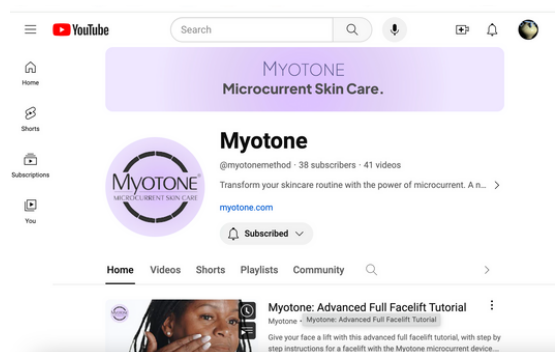 YouTube
Search
MYOTONE
Microcurrent Skin Care.
Home
Shorts
Subscriptions
You
MYOTONE®
MICROCURRENT SKIN CARE
Myotone
@myotonemethod · 38 subscribers · 41 videos
Transform your skincare routine with the power of microcurrent. A n...
myotone.com
Subscribed
Home Videos Shorts Playlists Community
Myotone: Advanced Full Facelift Tutorial
Myotone •
Myotone: Advanced Full Facelift Tutorial
Give your face a lift with this advanced full facelift tutorial, with step by
step instructions for a facelift with the Myotone microcurrent device...